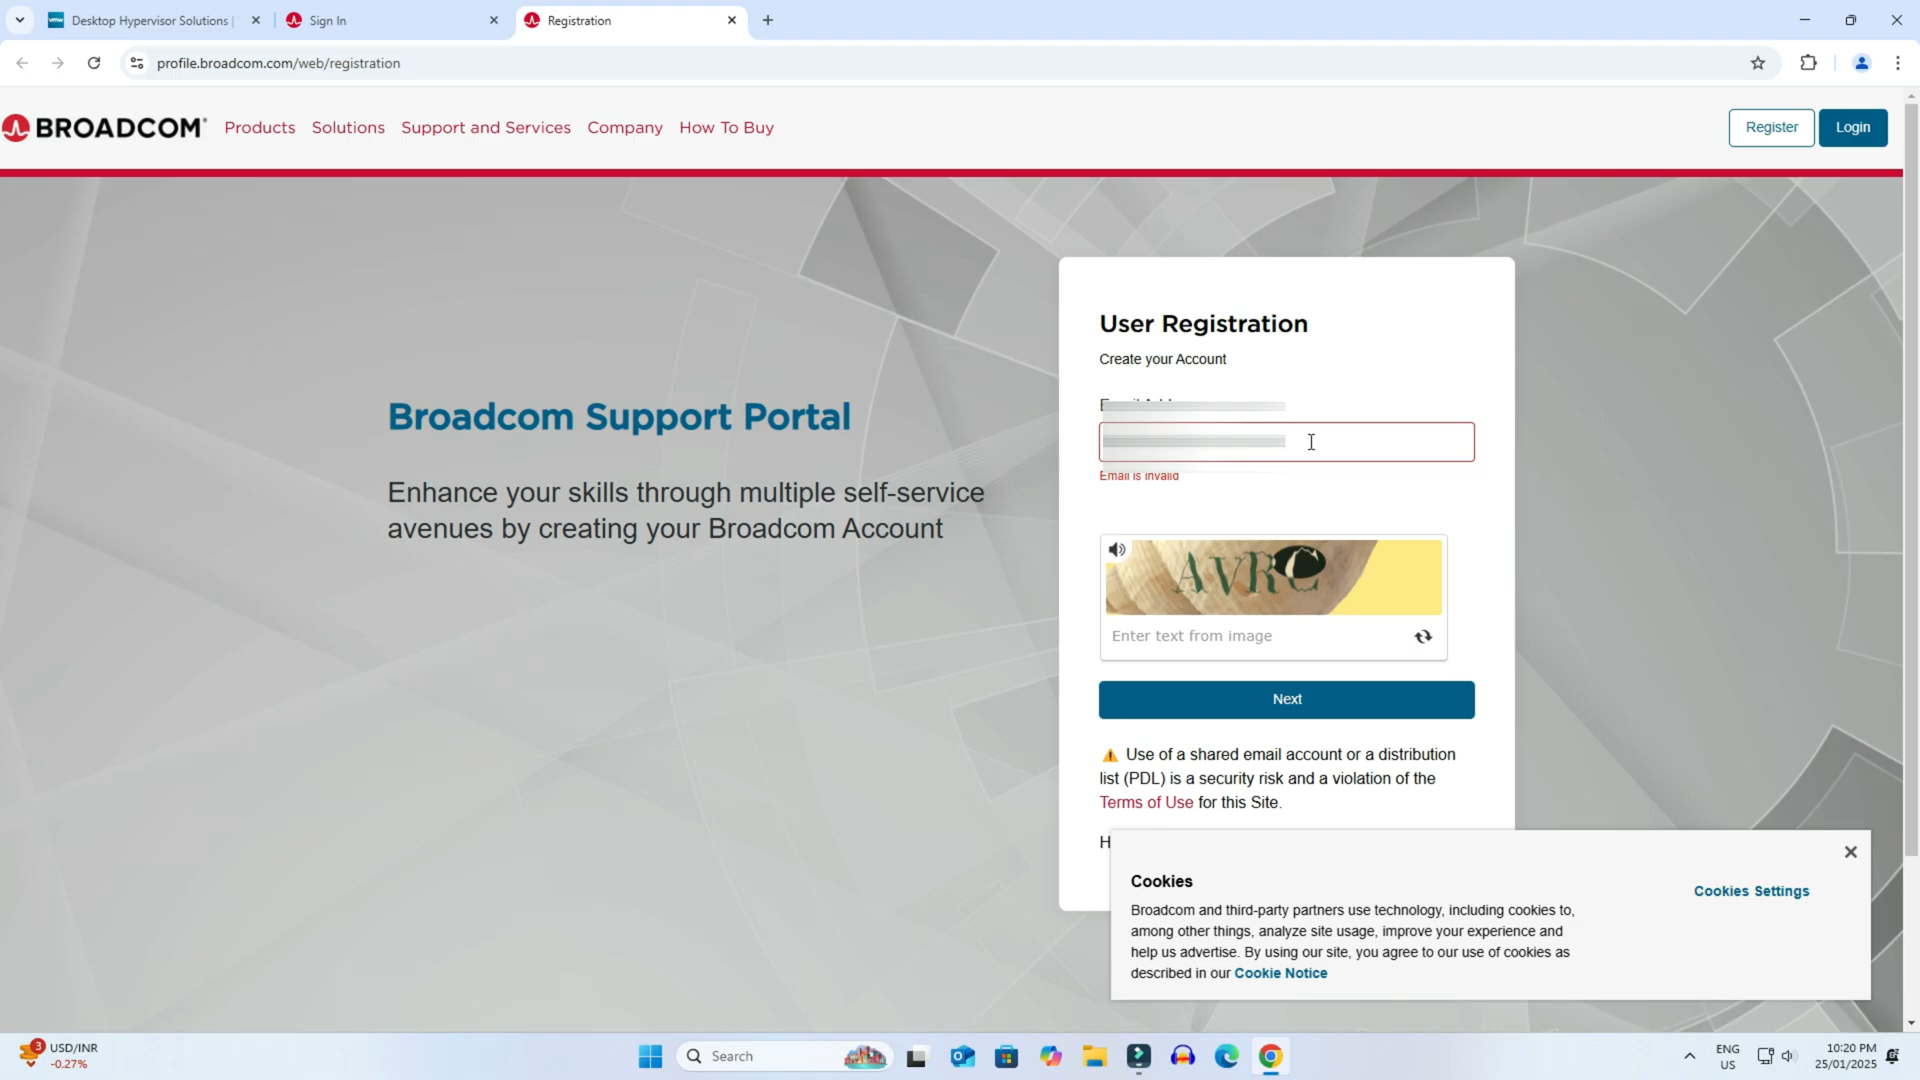 Desktop Hypervisor Solutions |
Sign In
Registration
profile.broadcom.com/web/registration
BROADCOM®
Products
Solutions
Support and Services
Company
How To Buy
Register
Login
Broadcom Support Portal
Enhance your skills through multiple self-service
avenues by creating your Broadcom Account
User Registration
Create your Account
Email is invalid
AVRC
Enter text from image
Next
Use of a shared email account or a distribution
list (PDL) is a security risk and a violation of the
Terms of Use for this Site.
H
Cookies
Broadcom and third-party partners use technology, including cookies to,
among other things, analyze site usage, improve your experience and
help us advertise. By using our site, you agree to our use of cookies as
described in our Cookie Notice
Cookies Settings
3
USD/INR
-0.27%
Search
ENG
US
10:20 PM
25/01/2025